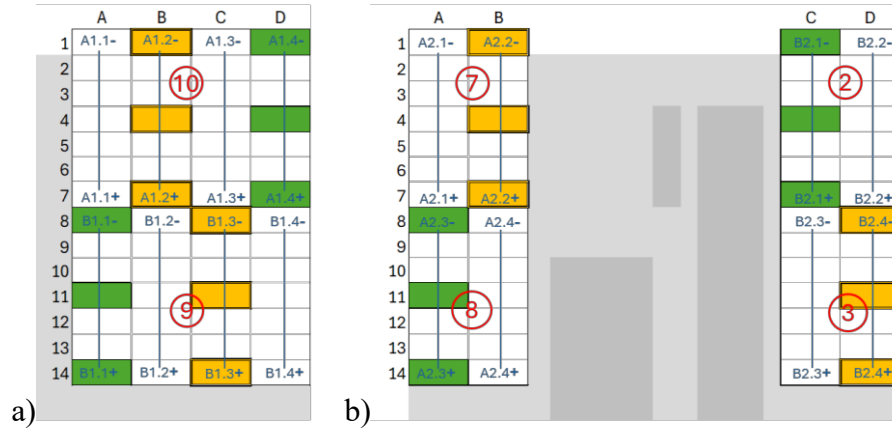 A B C D A B C D
1 A1.1- A1.2- A1.3- A1.4- 1 A2.1- A2.2- B2.1- B2.2-
2 2
10 7 2
3 3
4 4
5 5
6 6
7 A1.1+ A1.2+ A1.3+ A1.4+ 7 A2.1+ A2.2+ B2.1+ B2.2+
8 B1.1- B1.2- B1.3- B1.4- 8 A2.3- A2.4- B2.3- B2.4-
9 9
10 10
11 11
9 8 3
12 12
13 13
14 B1.1+ B1.2+ B1.3+ B1.4+ 14 A2.3+ A2.4+ B2.3+ B2.4+
a) b)